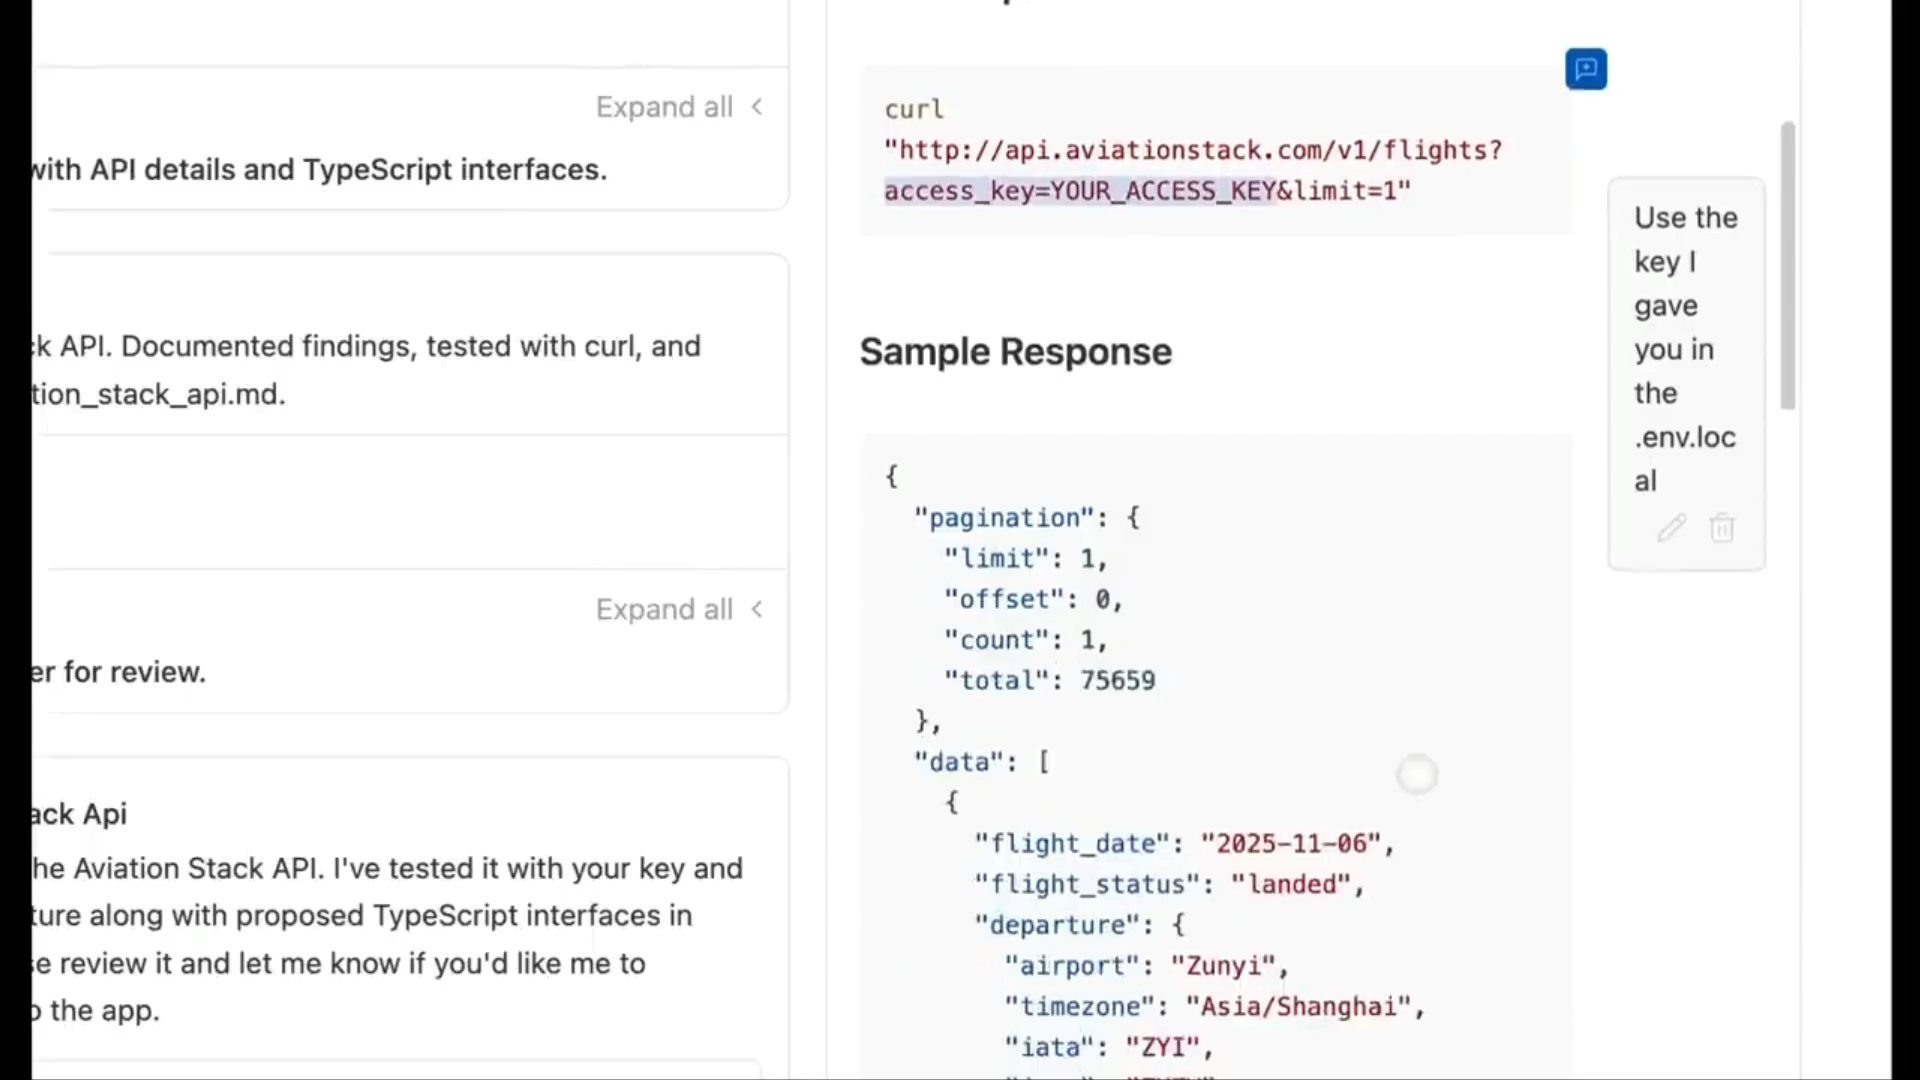 Expand all
with API details and TypeScript interfaces.
ck API. Documented findings, tested with curl, and
tion_stack_api.md.
Expand all
er for review.
ack Api
he Aviation Stack API. I've tested it with your key and
ture along with proposed TypeScript interfaces in
se review it and let me know if you'd like me to
o the app.
curl
"http://api.aviationstack.com/v1/flights?
access_key=YOUR_ACCESS_KEY&limit=1"
Sample Response
{
"pagination": {
"limit": 1,
"offset": 0,
"count": 1,
"total": 75659
},
"data": [
{
"flight_date": "2025-11-06",
"flight_status": "landed",
"departure": {
"airport": "Zunyi",
"timezone": "Asia/Shanghai",
"iata": "ZYI",
Use the
key I
gave
you in
the
.env.loc
al